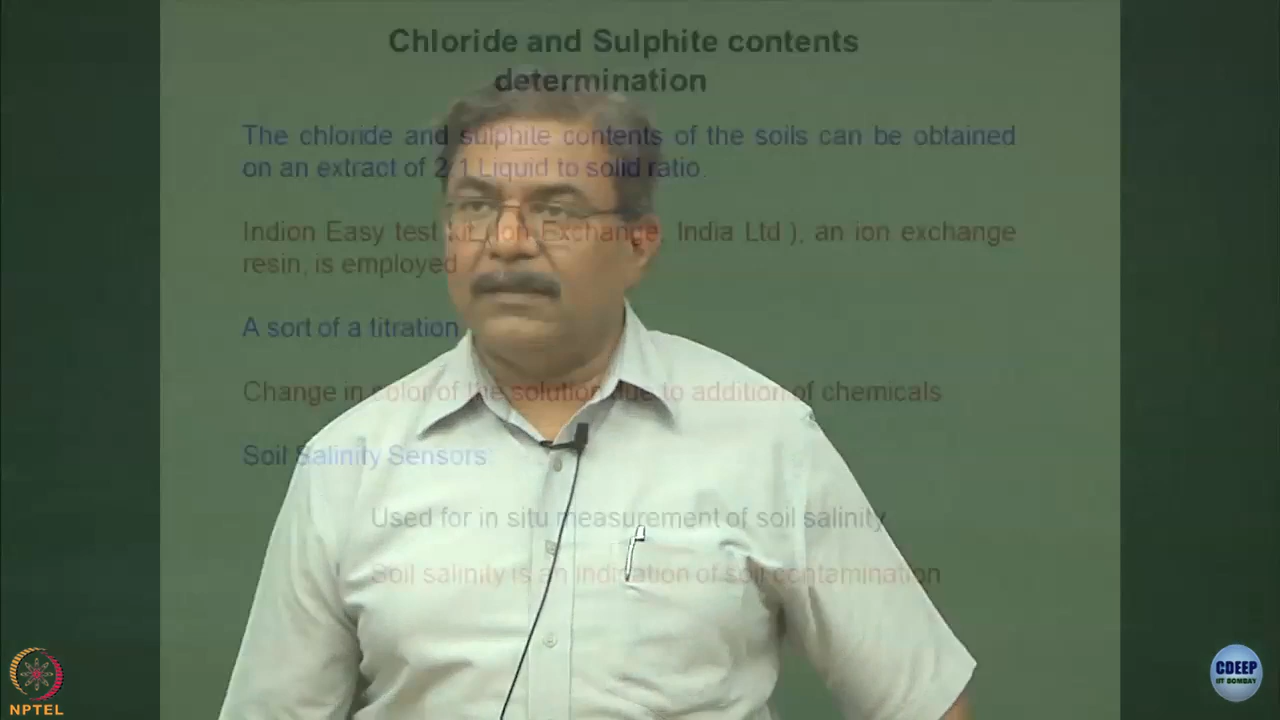 Chloride and Sulphite contents
determination
The chloride and sulphite contents of the soils can be obtained
on an extract of 2:1 Liquid to solid ratio.
Indion Easy test kit (Ion Exchange, India Ltd ), an ion exchange
resin, is employed
A sort of a titration
Change in color of the solution due to addition of chemicals
Soil Salinity Sensors:
Used for in situ measurement of soil salinity
Soil salinity is an indication of soil contamination
NPTEL
CDEEP
IIT BOMBAY